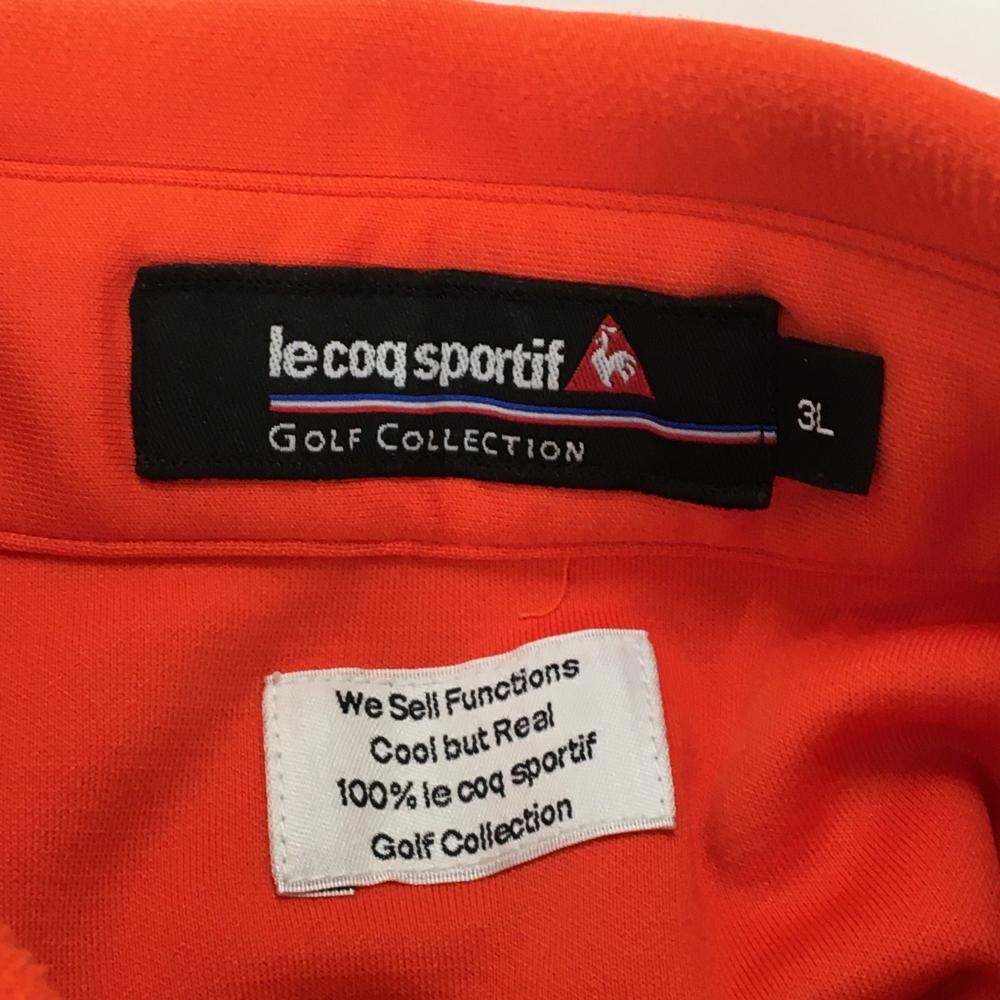 le coq sportif
GOLF COLLECTION
3L
We Sell Functions
Cool but Real
100% le coq sportif
Golf Collection